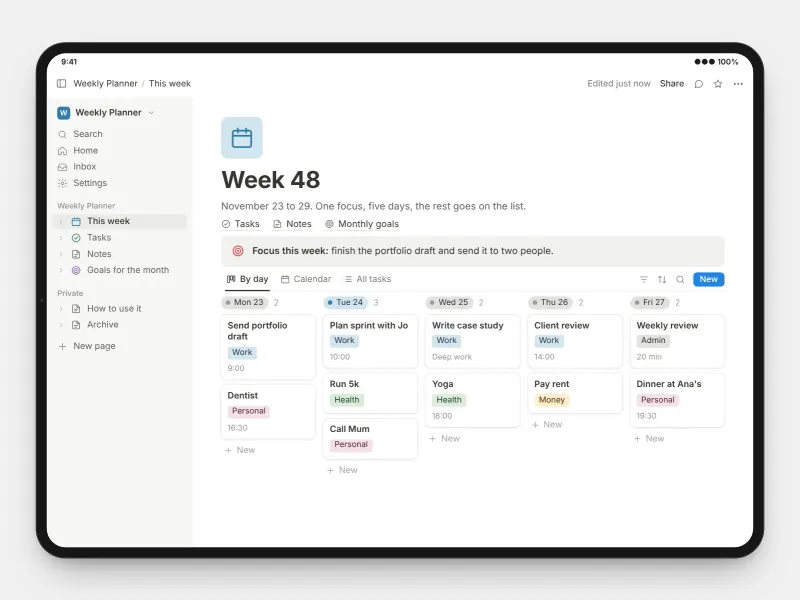 9:41
100%
Weekly Planner / This week
Edited just now
Share
W Weekly Planner
Search
Home
Inbox
Settings
Weekly Planner
This week
Tasks
Notes
Goals for the month
Private
How to use it
Archive
New page
Week 48
November 23 to 29. One focus, five days, the rest goes on the list.
Tasks
Notes
Monthly goals
Focus this week: finish the portfolio draft and send it to two people.
By day
Calendar
All tasks
New
Mon 23 2
Send portfolio
draft
Work
9:00
Dentist
Personal
16:30
+ New
Tue 24 3
Plan sprint with Jo
Work
10:00
Run 5k
Health
Call Mum
Personal
+ New
Wed 25 2
Write case study
Work
Deep work
Yoga
Health
18:00
+ New
Thu 26 2
Client review
Work
14:00
Pay rent
Money
+ New
Fri 27 2
Weekly review
Admin
20 min
Dinner at Ana's
Personal
19:30
+ New